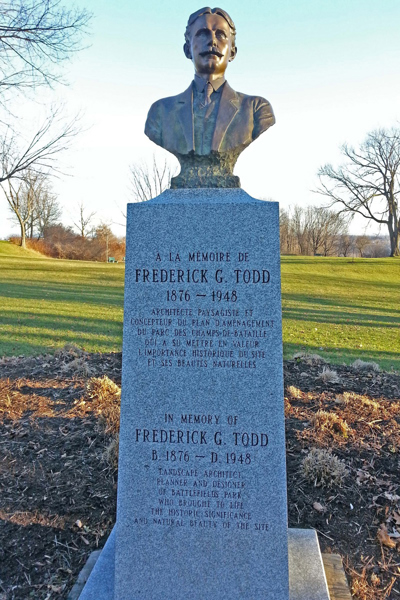 À LA MÉMOIRE DE
FREDERICK G. TODD
1876 – 1948
ARCHITECTE PAYSAGISTE ET
CONCEPTEUR DU PLAN D'AMÉNAGEMENT
DU PARC DES CHAMPS-DE-BATAILLE
QUI A SU METTRE EN VALEUR
L'IMPORTANCE HISTORIQUE DU SITE
ET SES BEAUTÉS NATURELLES
IN MEMORY OF
FREDERICK G. TODD
B. 1876 – D. 1948
LANDSCAPE ARCHITECT,
PLANNER AND DESIGNER
OF BATTLEFIELDS PARK
WHO BROUGHT TO LIFE
THE HISTORIC SIGNIFICANCE
AND NATURAL BEAUTY OF THE SITE